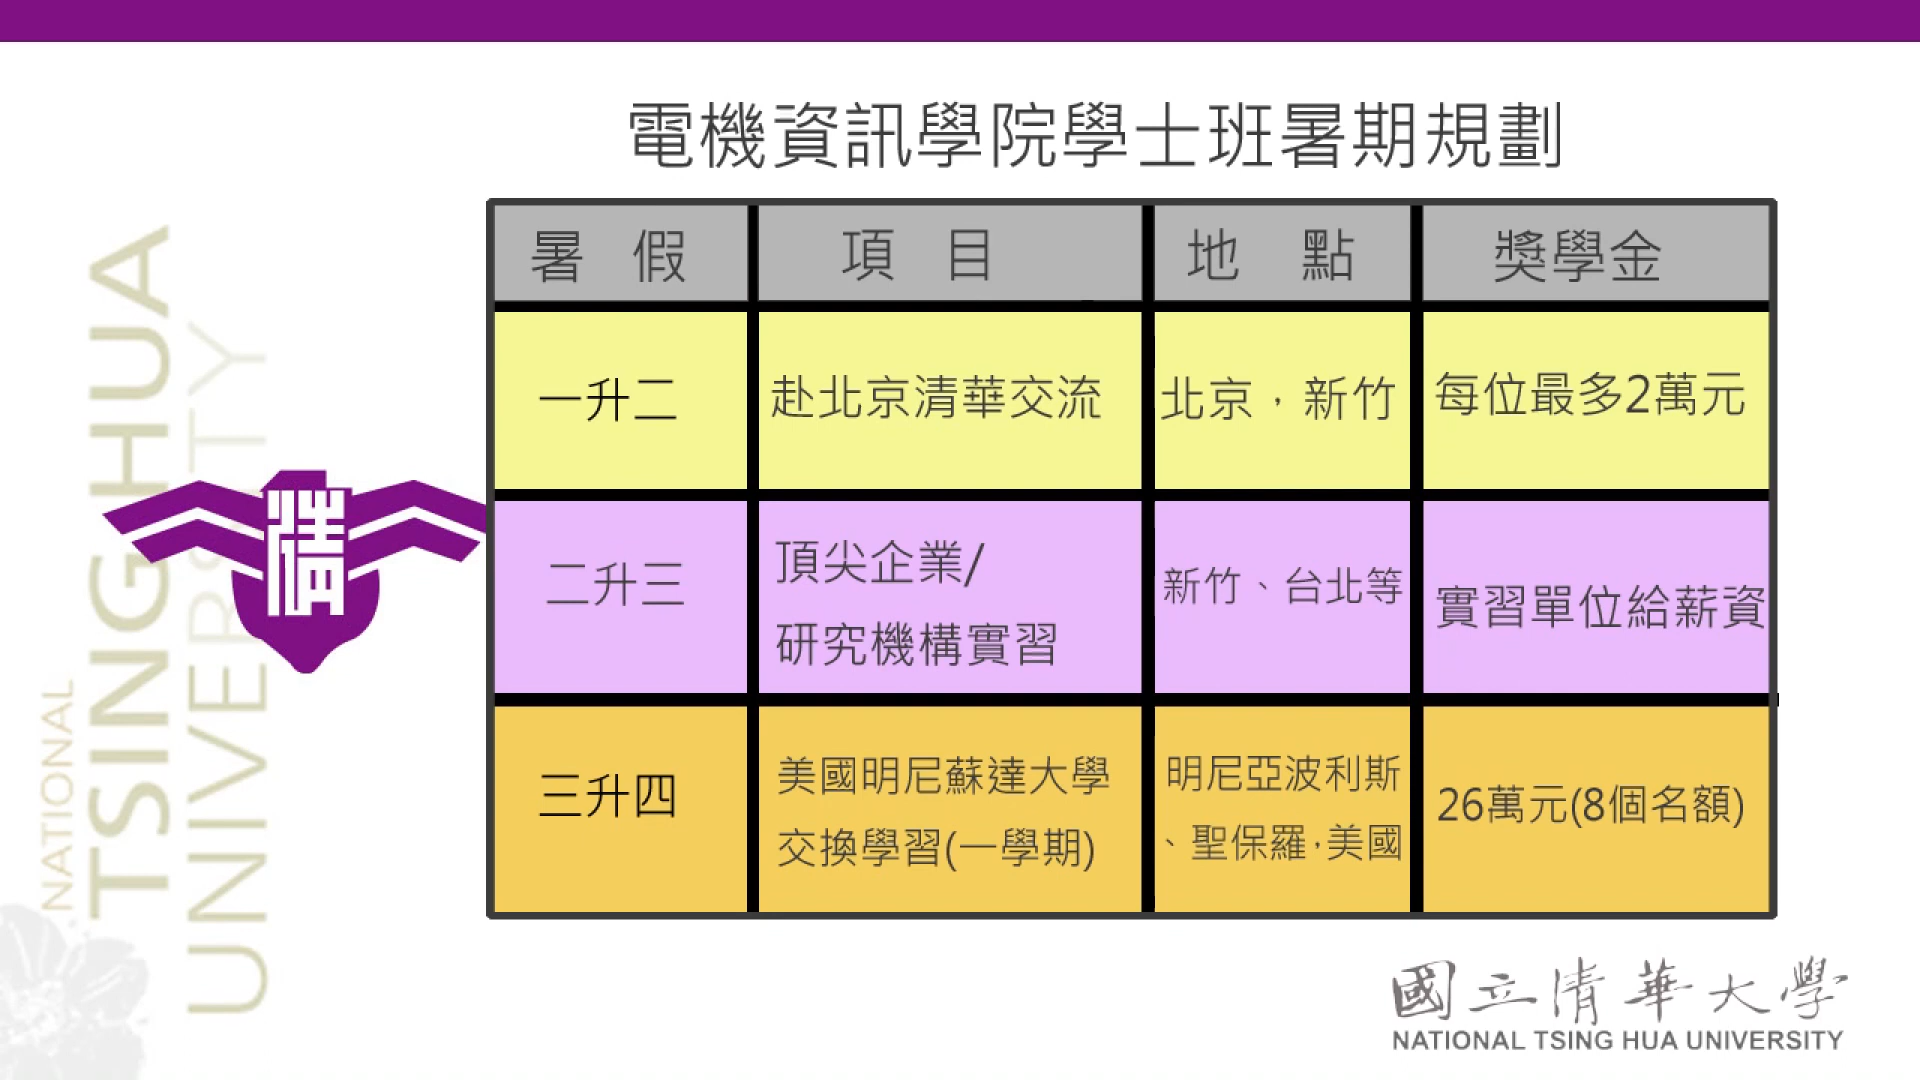 電機資訊學院學士班暑期規劃
暑 假 項 目 地 點 獎學金
一升二 赴北京清華交流 北京，新竹 每位最多2萬元
二升三 頂尖企業/
研究機構實習 新竹、台北等 實習單位給薪資
三升四 美國明尼蘇達大學
交換學習(一學期) 明尼亞波利斯
、聖保羅，美國 26萬元(8個名額)
NATIONAL
TSING HUA
UNIVERSITY
清
國立清華大學
NATIONAL TSING HUA UNIVERSITY